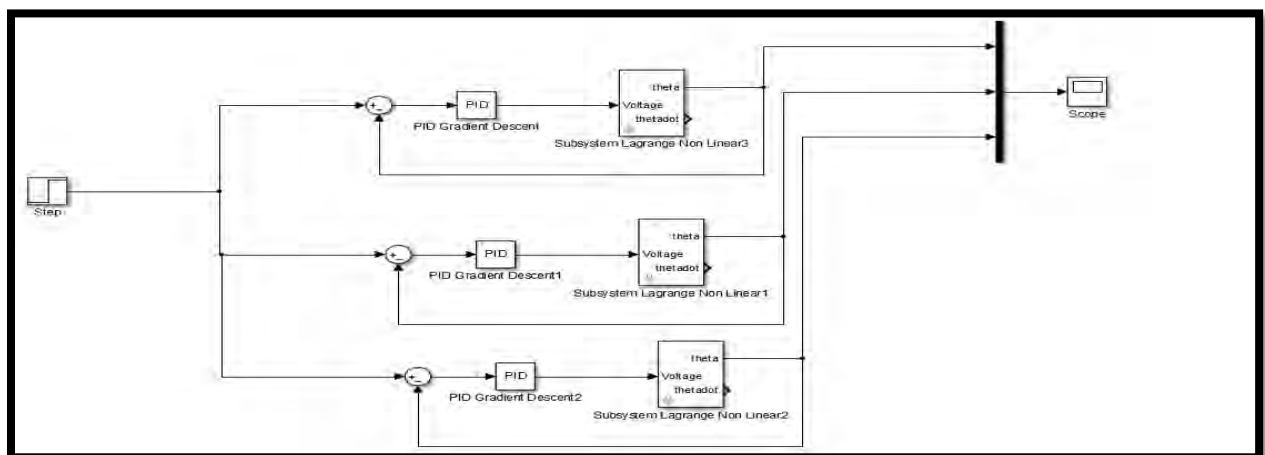 theta
PID
Voltage
thetadot
PID Gradient Descent
Subsystem Lagrange Non Linear3
Scope
Step
theta
PID
Voltage
thetadot
PID Gradient Descent1
Subsystem Lagrange Non Linear1
theta
PID
Voltage
thetadot
PID Gradient Descent2
Subsystem Lagrange Non Linear2